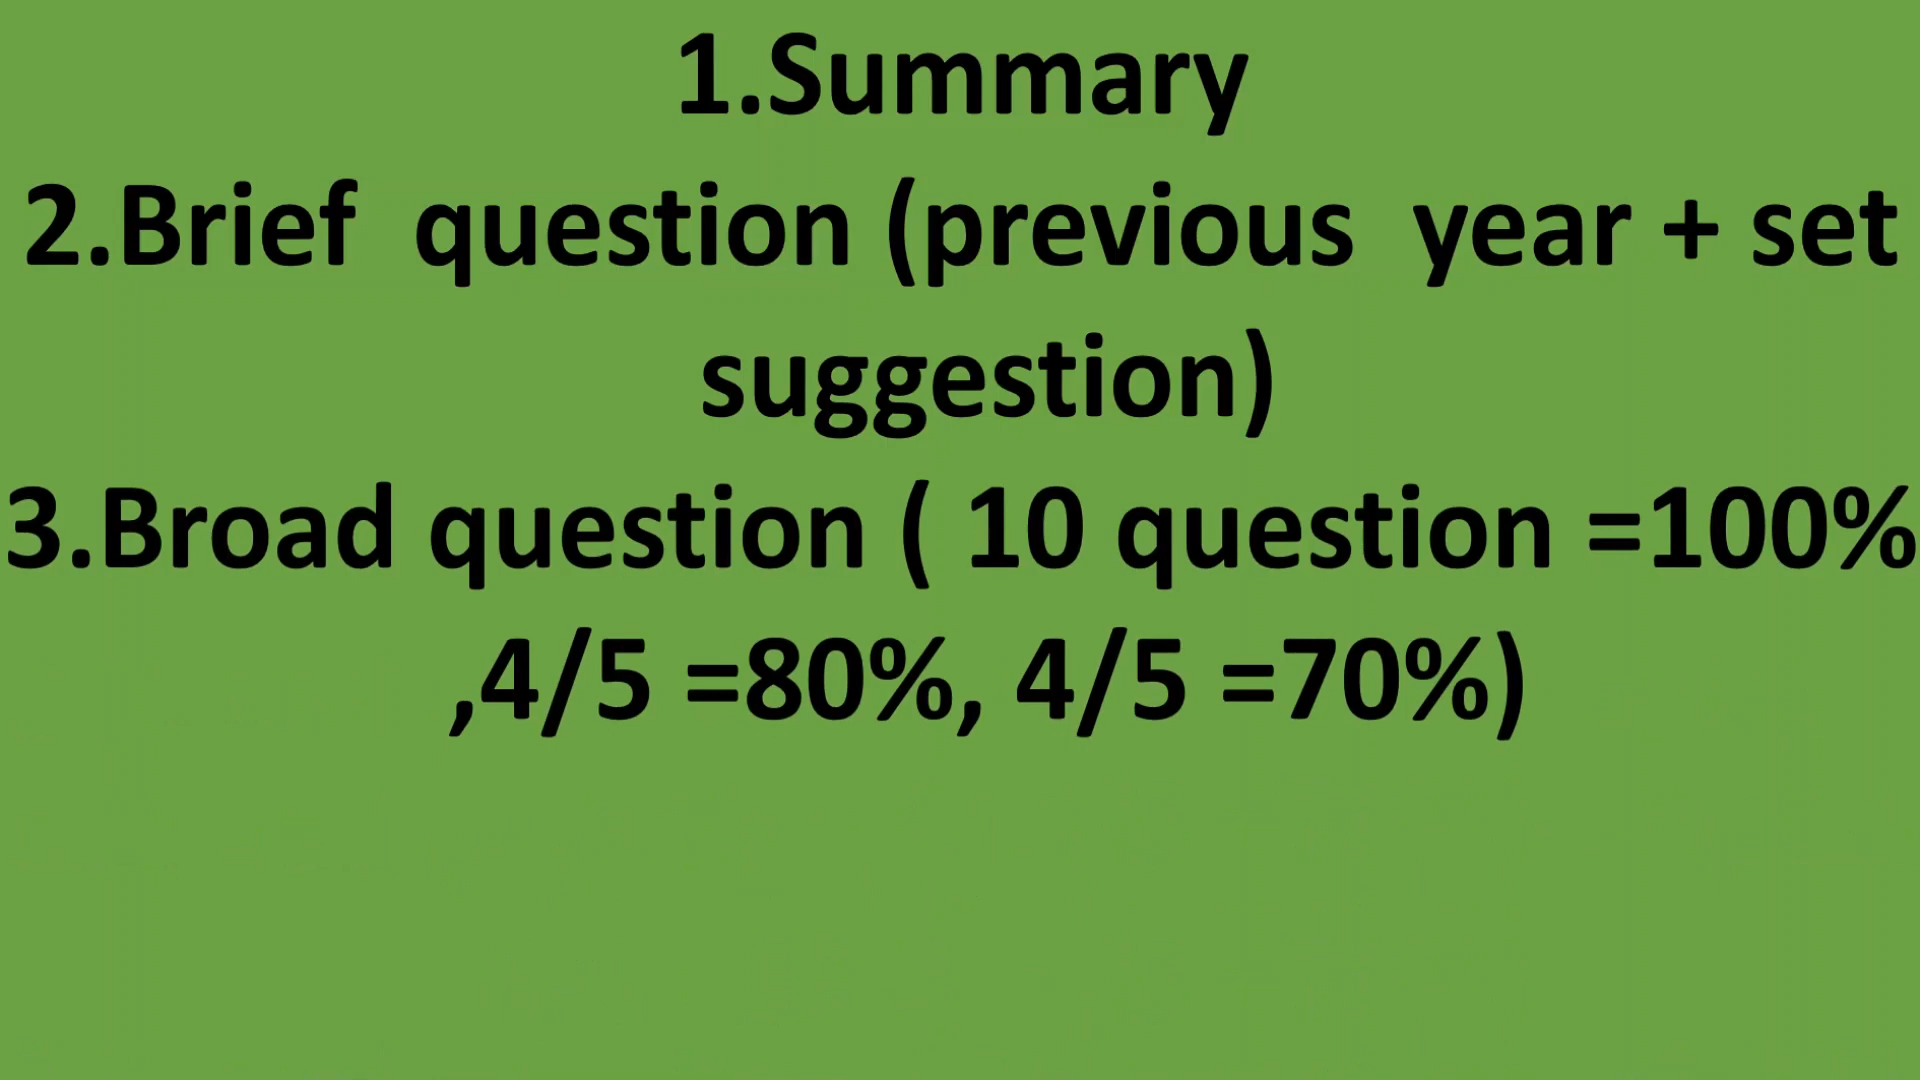 1.Summary
2.Brief  question (previous  year + set
suggestion)
3.Broad question ( 10 question =100%
,4/5 =80%, 4/5 =70%)